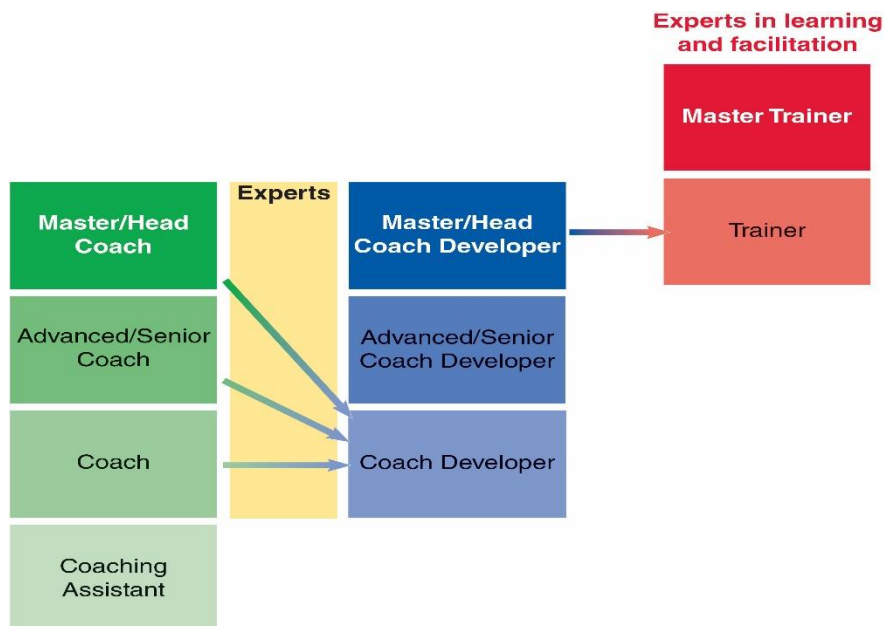 Experts in learning
and facilitation
Master Trainer
Trainer
Experts
Master/Head
Coach
Advanced/Senior
Coach
Coach
Coaching
Assistant
Master/Head
Coach Developer
Advanced/Senior
Coach Developer
Coach Developer